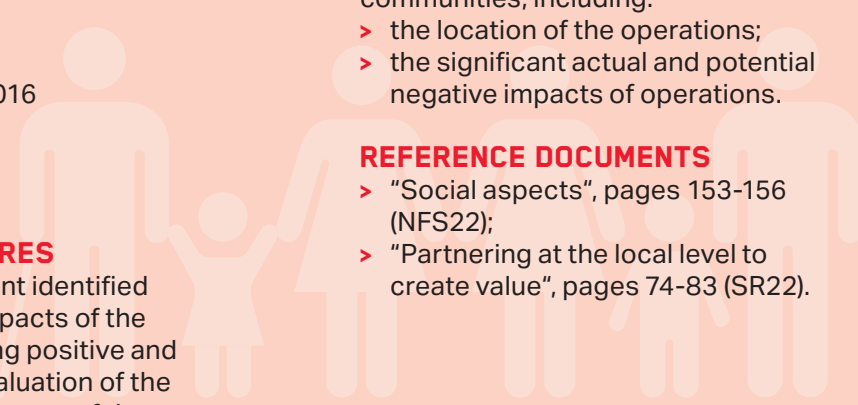 016
RES
nt identified
pacts of the
ng positive and
aluation of the
communities, including:
> the location of the operations;
> the significant actual and potential
negative impacts of operations.
REFERENCE DOCUMENTS
> “Social aspects“, pages 153-156
(NFS22);
> “Partnering at the local level to
create value“, pages 74-83 (SR22).